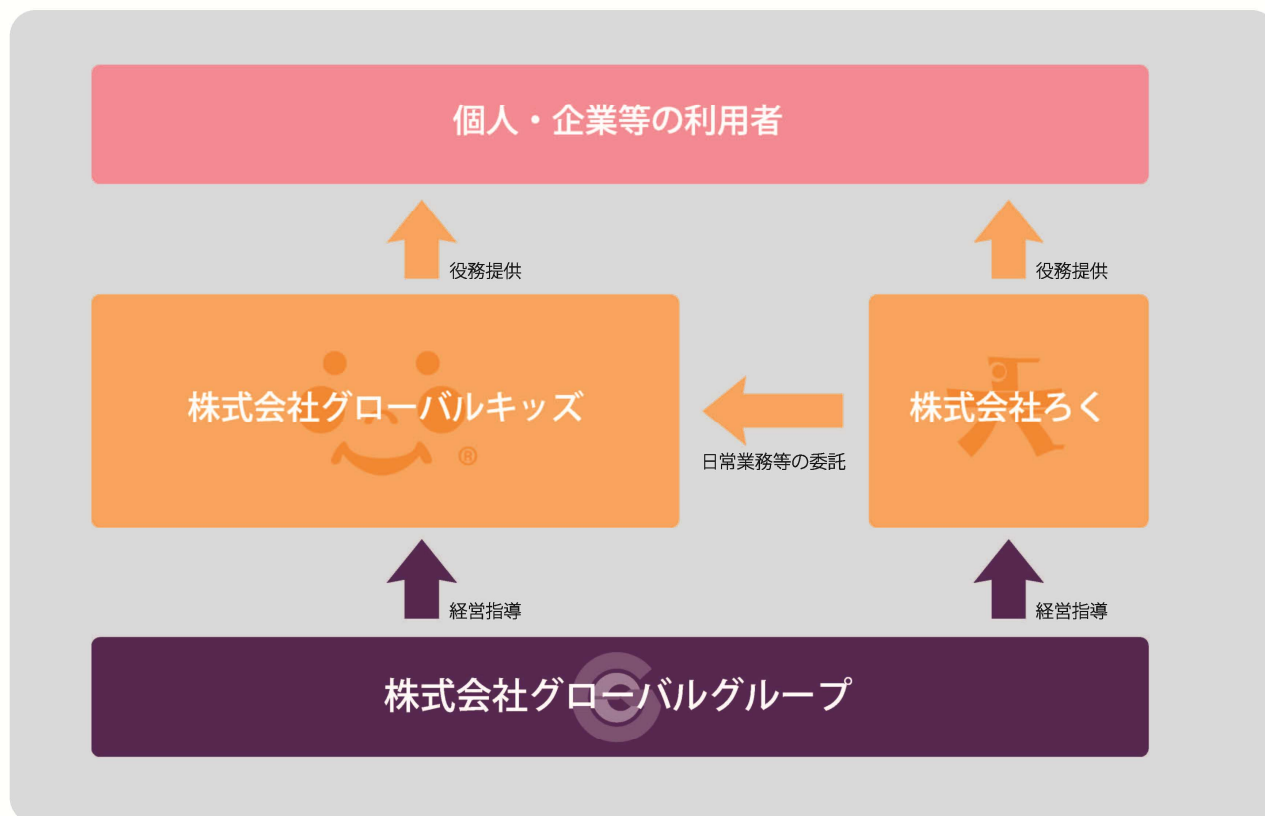 個人・企業等の利用者
役務提供
役務提供
株式会社グローバルキッズ
株式会社ろく
®
日常業務等の委託
経営指導
経営指導
株式会社グローバルグループ